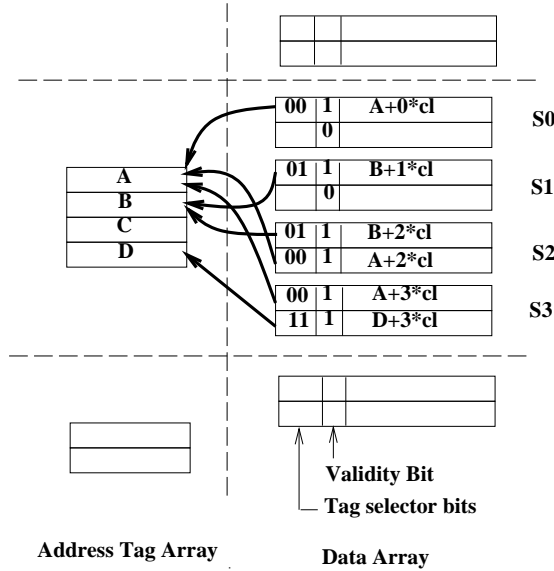 00 1 A+0*cl S0
0
A
B
C
D
01 1 B+1*cl S1
0
01 1 B+2*cl S2
00 1 A+2*cl
00 1 A+3*cl S3
11 1 D+3*cl
Validity Bit
Tag selector bits
Address Tag Array
Data Array